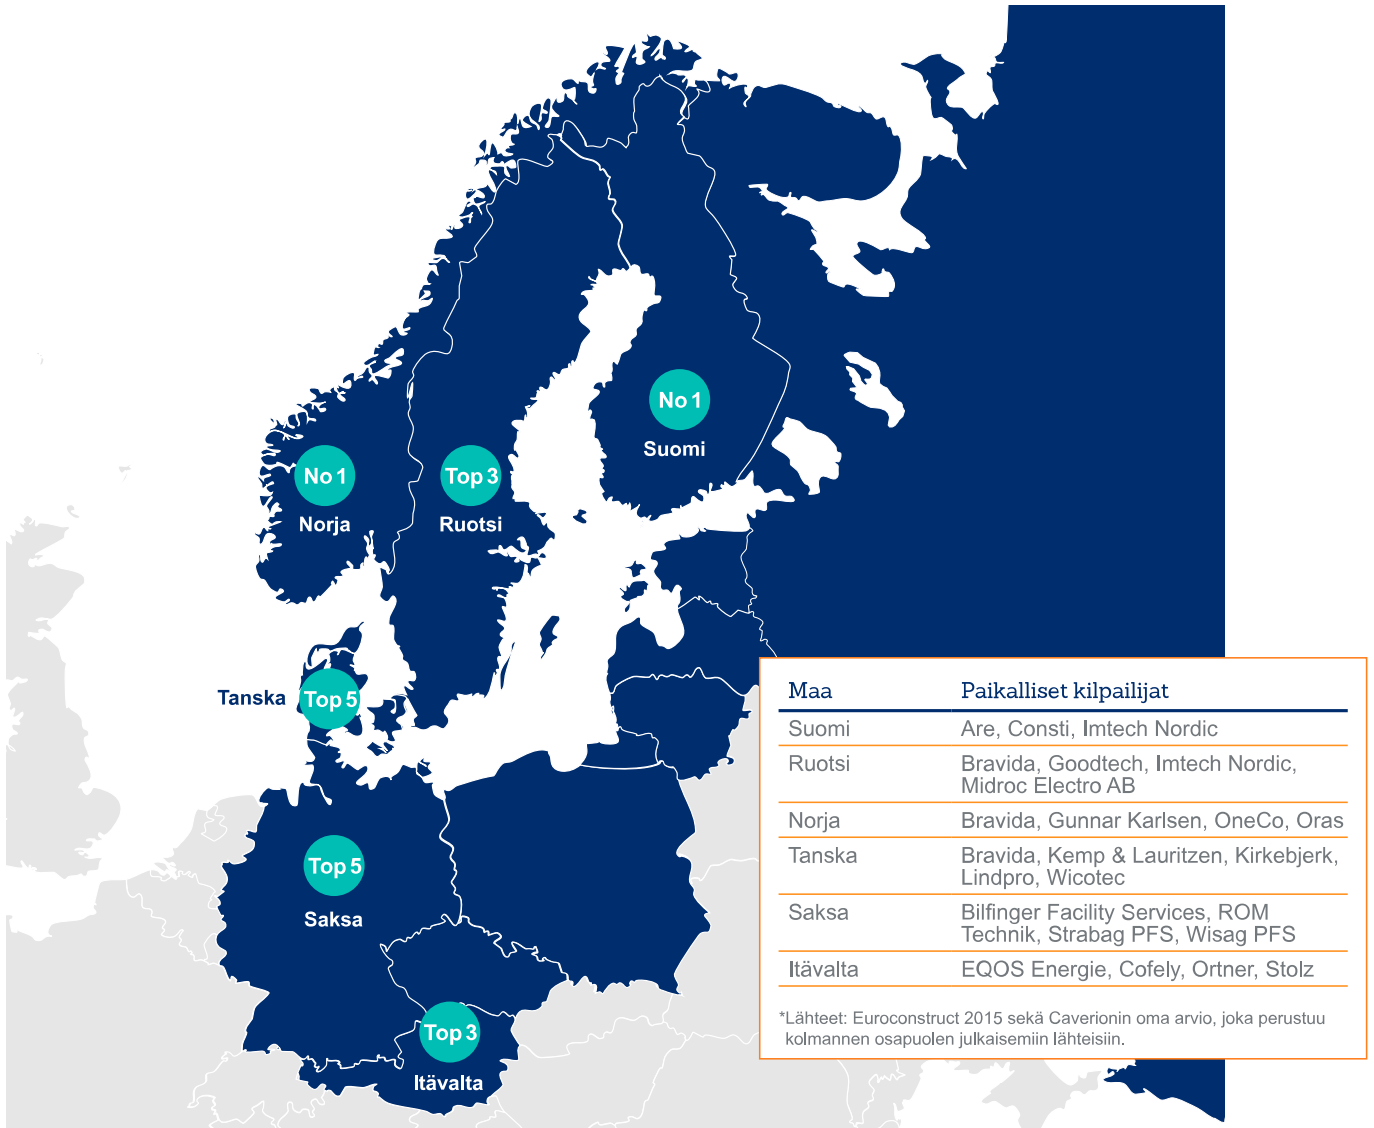 No 1
Suomi
No 1
Norja
Top 3
Ruotsi
Tanska
Top 5
Top 5
Saksa
Top 3
Itävalta
Maa Paikalliset kilpailijat
Suomi Are, Consti, Imtech Nordic
Ruotsi Bravida, Goodtech, Imtech Nordic,
Midroc Electro AB
Norja Bravida, Gunnar Karlsen, OneCo, Oras
Tanska Bravida, Kemp & Lauritzen, Kirkebjerk,
Lindpro, Wicotec
Saksa Bilfinger Facility Services, ROM
Technik, Strabag PFS, Wisag PFS
Itävalta EQOS Energie, Cofely, Ortner, Stolz
*Lähteet: Euroconstruct 2015 sekä Caverionin oma arvio, joka perustuu
kolmannen osapuolen julkaisemiin lähteisiin.